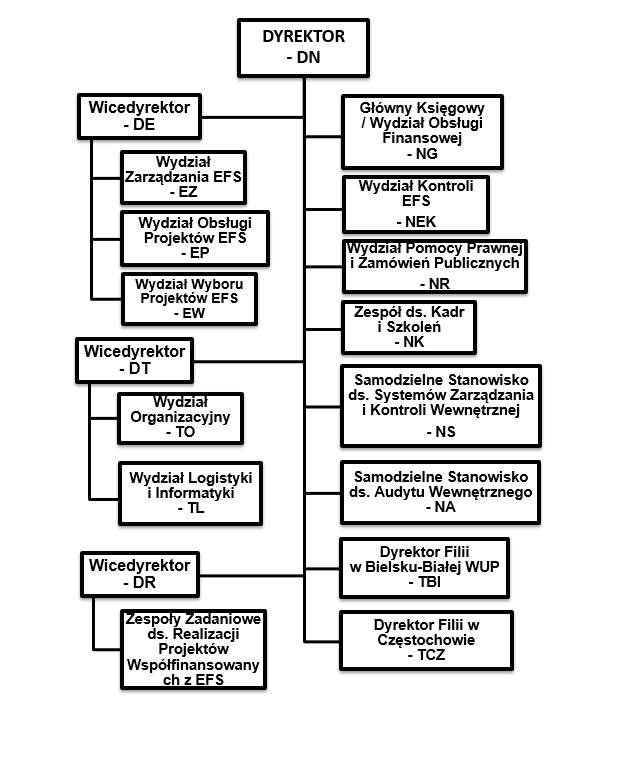 DYREKTOR
- DN
Wicedyrektor
- DE
Wydział
Zarządzania EFS
- EZ
Wydział Obsługi
Projektów EFS
- EP
Wydział Wyboru
Projektów EFS
- EW
Wicedyrektor
- DT
Wydział
Organizacyjny
- TO
Wydział Logistyki
i Informatyki
- TL
Wicedyrektor
- DR
Zespoły Zadaniowe
ds. Realizacji
Projektów
Współfinansowany
ch z EFS
Główny Księgowy
/ Wydział Obsługi
Finansowej
- NG
Wydział Kontroli
EFS
- NEK
Wydział Pomocy Prawnej
i Zamówień Publicznych
- NR
Zespół ds. Kadr
i Szkoleń
- NK
Samodzielne Stanowisko
ds. Systemów Zarządzania
i Kontroli Wewnętrznej
- NS
Samodzielne Stanowisko
ds. Audytu Wewnętrznego
- NA
Dyrektor Filii
w Bielsku-Białej WUP
- TBI
Dyrektor Filii w
Częstochowie
- TCZ